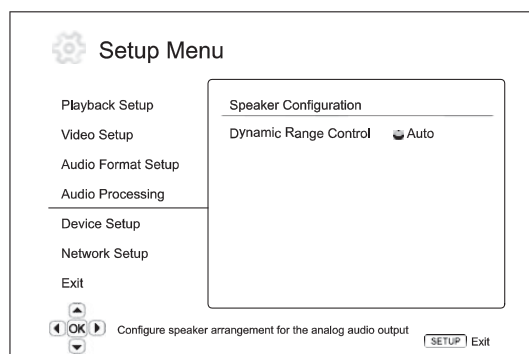 Setup Menu
Playback Setup
Video Setup
Audio Format Setup
Audio Processing
Device Setup
Network Setup
Exit
Speaker Configuration
Dynamic Range Control Auto
OK Configure speaker arrangement for the analog audio output
SETUP Exit